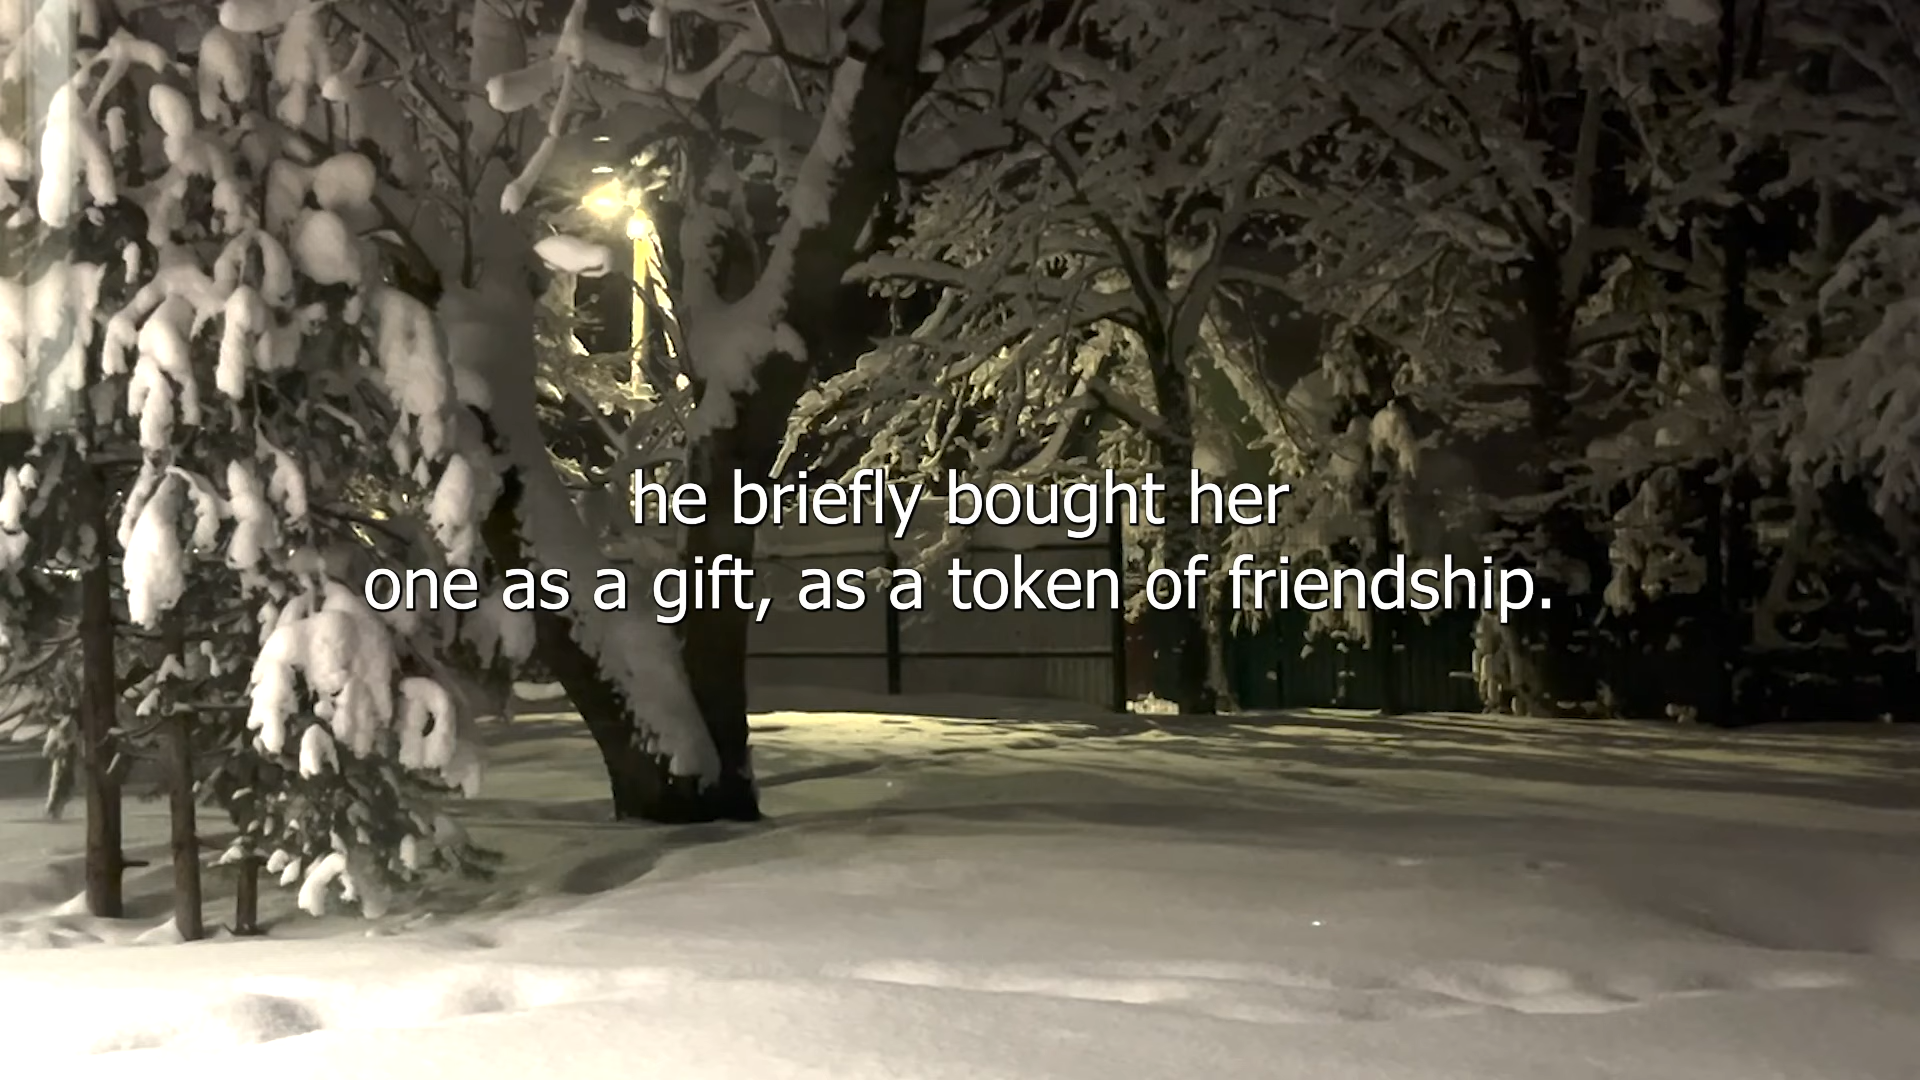 he briefly bought her
one as a gift, as a token of friendship.